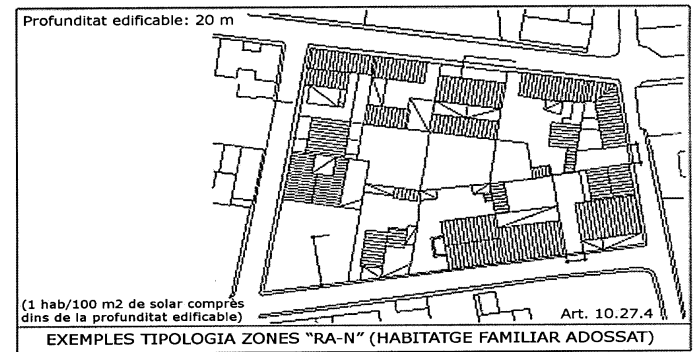 Profunditat edificable: 20 m
(1 hab/100 m2 de solar comprès
dins de la profunditat edificable)
Art. 10.27.4
EXEMPLES TIPOLOGIA ZONES "RA-N" (HABITATGE FAMILIAR ADOSSAT)